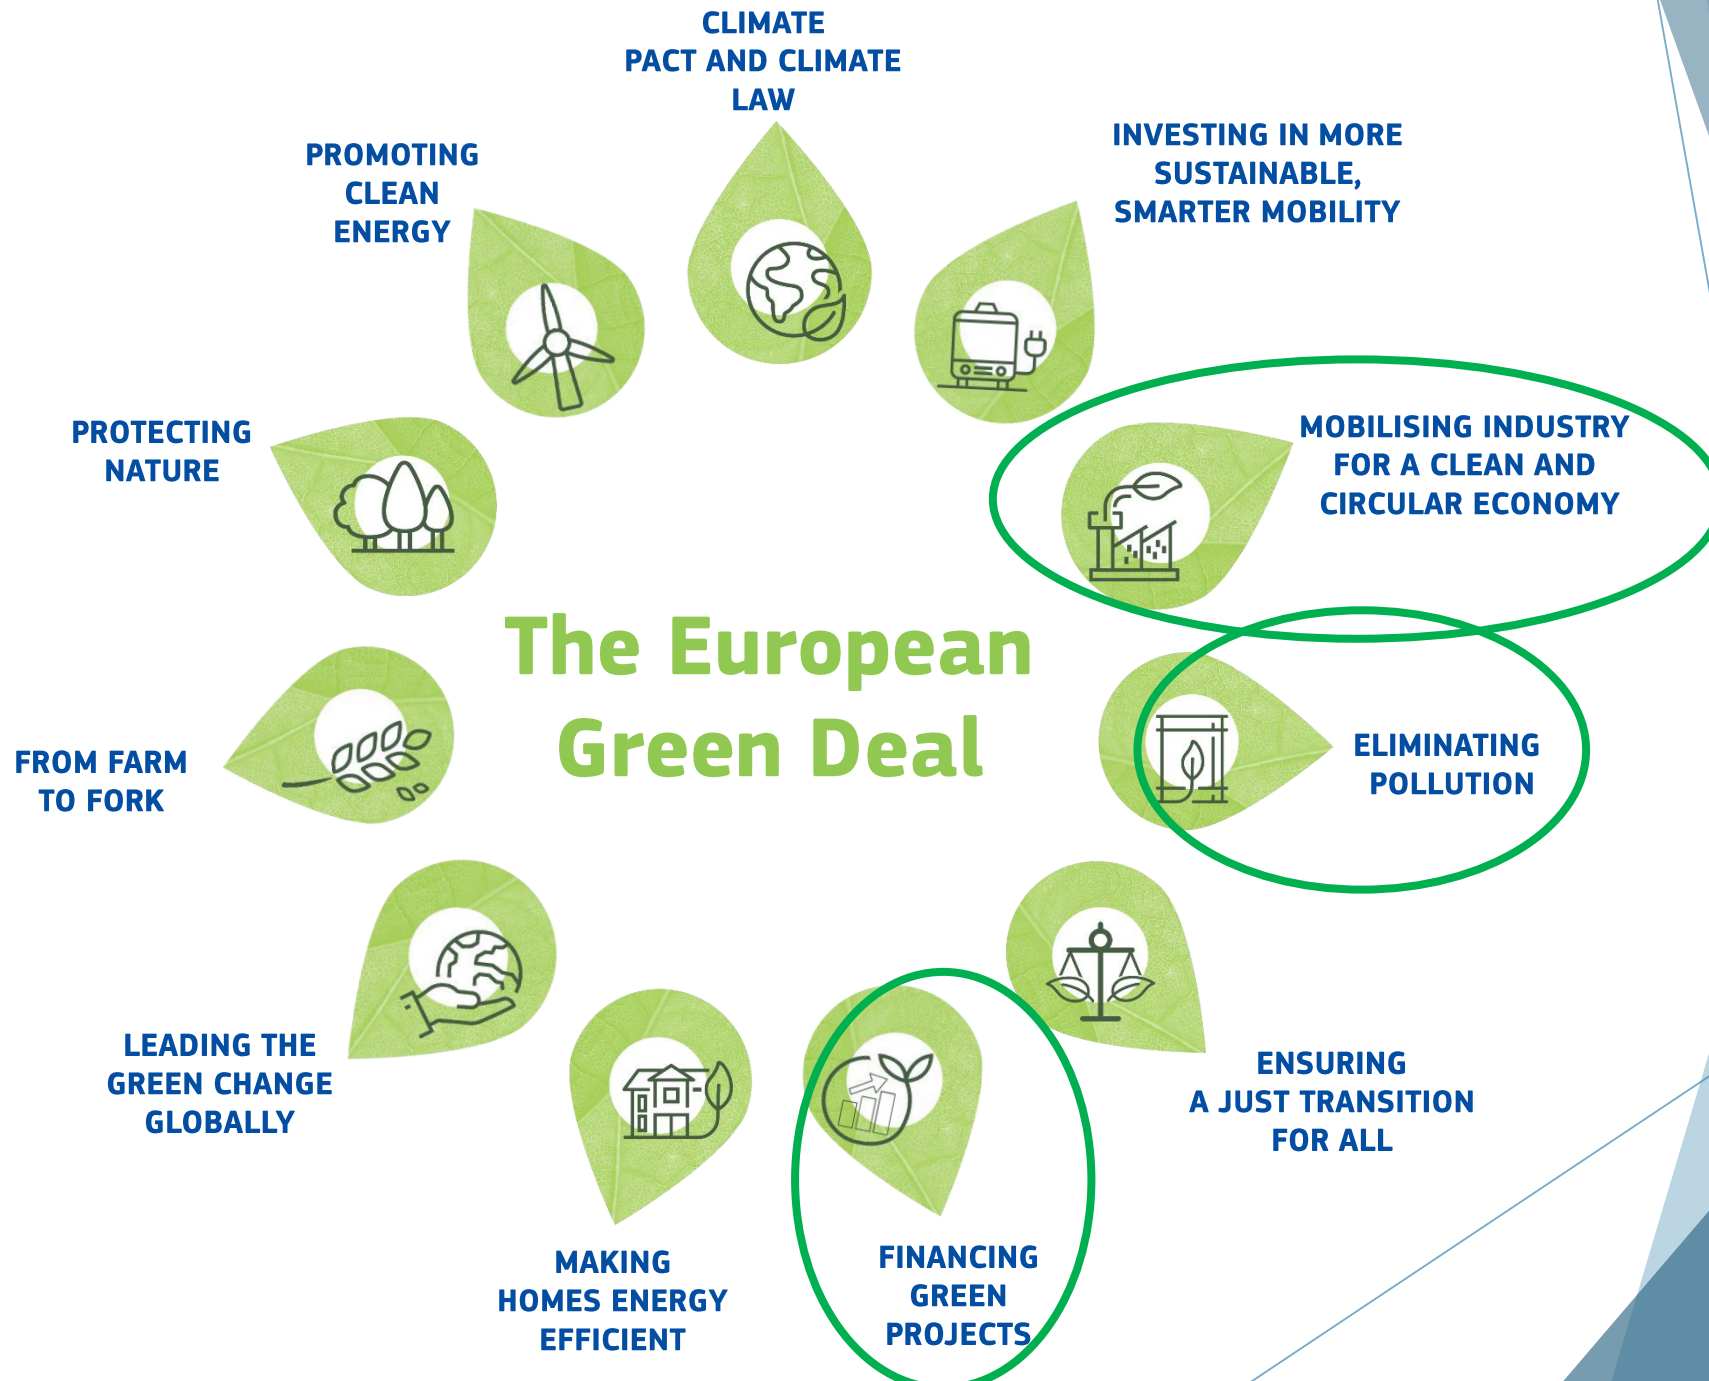 CLIMATE
PACT AND CLIMATE
LAW
INVESTING IN MORE
SUSTAINABLE,
SMARTER MOBILITY
PROMOTING
CLEAN
ENERGY
MOBILISING INDUSTRY
FOR A CLEAN AND
CIRCULAR ECONOMY
PROTECTING
NATURE
The European
Green Deal
ELIMINATING
POLLUTION
FROM FARM
TO FORK
LEADING THE
GREEN CHANGE
GLOBALLY
ENSURING
A JUST TRANSITION
FOR ALL
MAKING
HOMES ENERGY
EFFICIENT
FINANCING
GREEN
PROJECTS